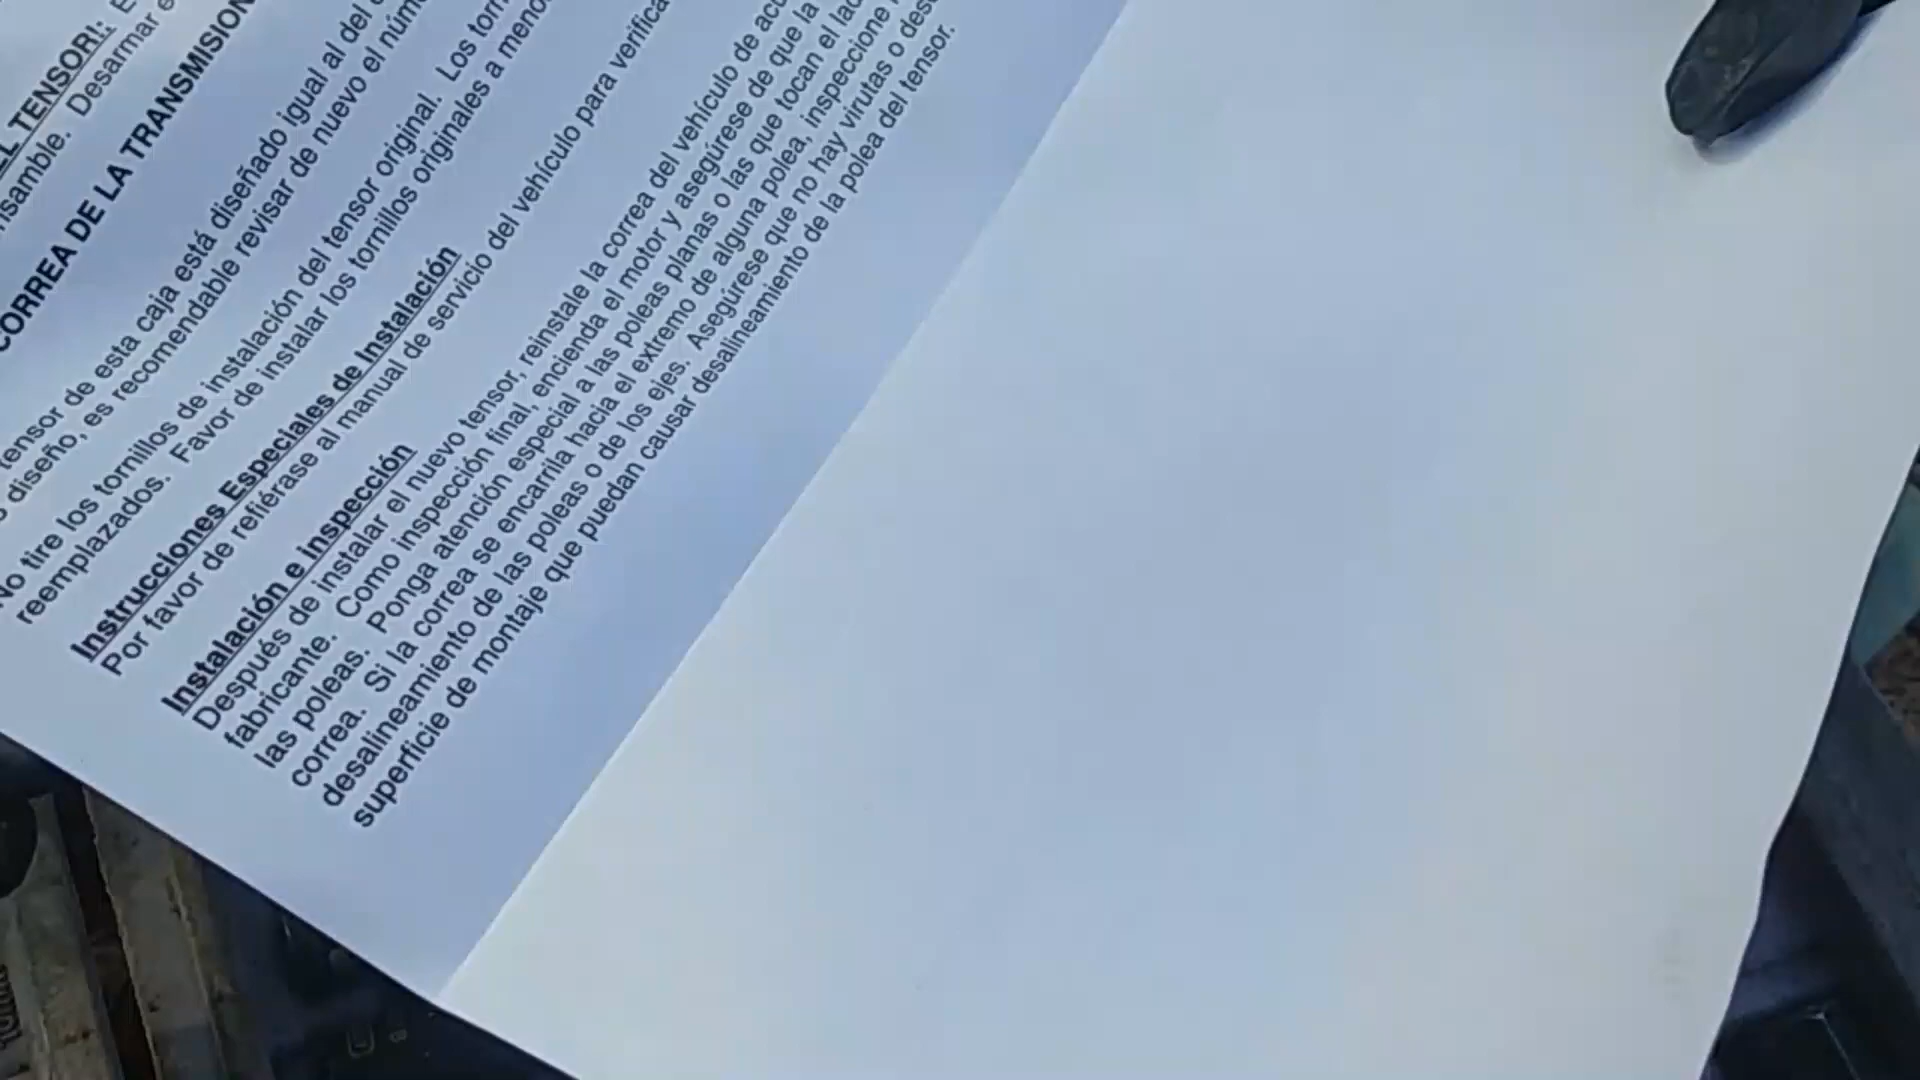 EL TENSOR!:
nsamble. Desarmar e
CORREA DE LA TRANSMISION
tensor de esta caja está diseñado igual al del
diseño, es recomendable revisar de nuevo el núm
No tire los tornillos de instalación del tensor original. Los torn
reemplazados. Favor de instalar los tornillos originales a meno
Instrucciones Especiales de Instalación
Por favor de refiérase al manual de servicio del vehículo para verifica
Instalación e Inspección
Después de instalar el nuevo tensor, reinstale la correa del vehículo de acu
fabricante. Como inspección final, encienda el motor y asegúrese de que la
las poleas. Ponga atención especial a las poleas planas o las que tocan el lad
correa. Si la correa se encarrila hacia el extremo de alguna polea, inspeccione
desalineamiento de las poleas o de los ejes. Asegúrese que no hay virutas o des
superficie de montaje que puedan causar desalineamiento de la polea del tensor.